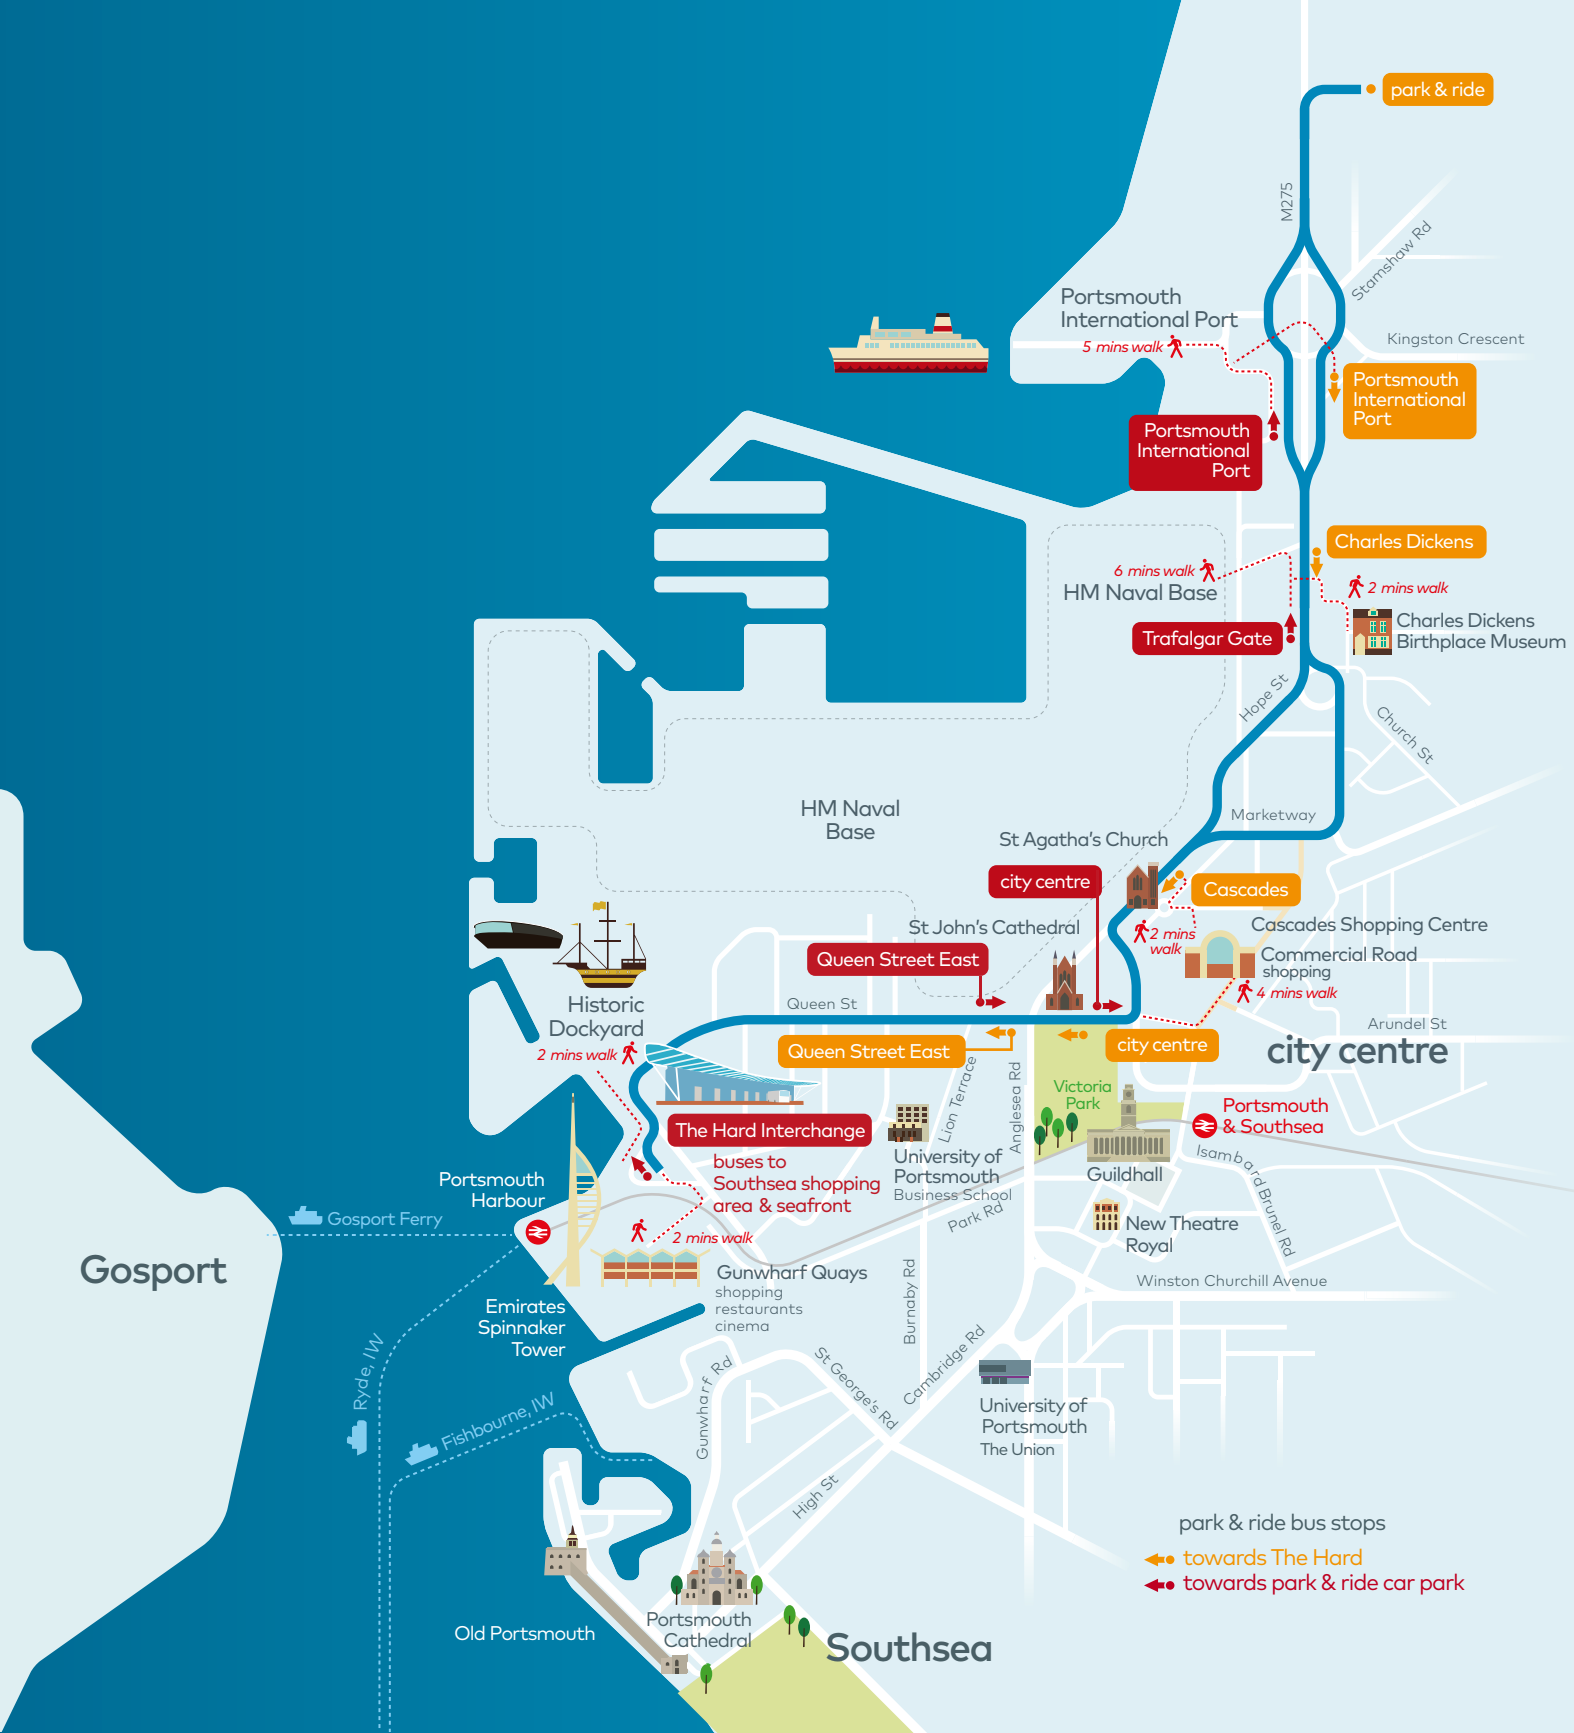 park & ride
M275
Stamshaw Rd
Portsmouth
International Port
5 mins walk
Kingston Crescent
Portsmouth
International
Port
Portsmouth
International
Port
Charles Dickens
6 mins walk
HM Naval Base
2 mins walk
Charles Dickens
Birthplace Museum
Trafalgar Gate
Hope St
Church St
HM Naval
Base
Marketway
St Agatha's Church
city centre
Cascades
St John's Cathedral
2 mins
walk
Cascades Shopping Centre
Commercial Road
shopping
4 mins walk
Queen Street East
Queen St
Historic
Dockyard
2 mins walk
Queen Street East
city centre
Arundel St
city centre
Lion Terrace
Anglesea Rd
Victoria
Park
Portsmouth
& Southsea
The Hard Interchange
buses to
Southsea shopping
area & seafront
2 mins walk
University of
Portsmouth
Business School
Guildhall
Isambard Brunel Rd
Park Rd
New Theatre
Royal
Portsmouth
Harbour
Gosport Ferry
Gosport
Gunwharf Quays
shopping
restaurants
cinema
Burnaby Rd
Winston Churchill Avenue
Emirates
Spinnaker
Tower
Ryde, IW
Fishbourne, IW
Gunwharf Rd
St George's Rd
Cambridge Rd
University of
Portsmouth
The Union
High St
Old Portsmouth
Portsmouth
Cathedral
Southsea
park & ride bus stops
towards The Hard
towards park & ride car park